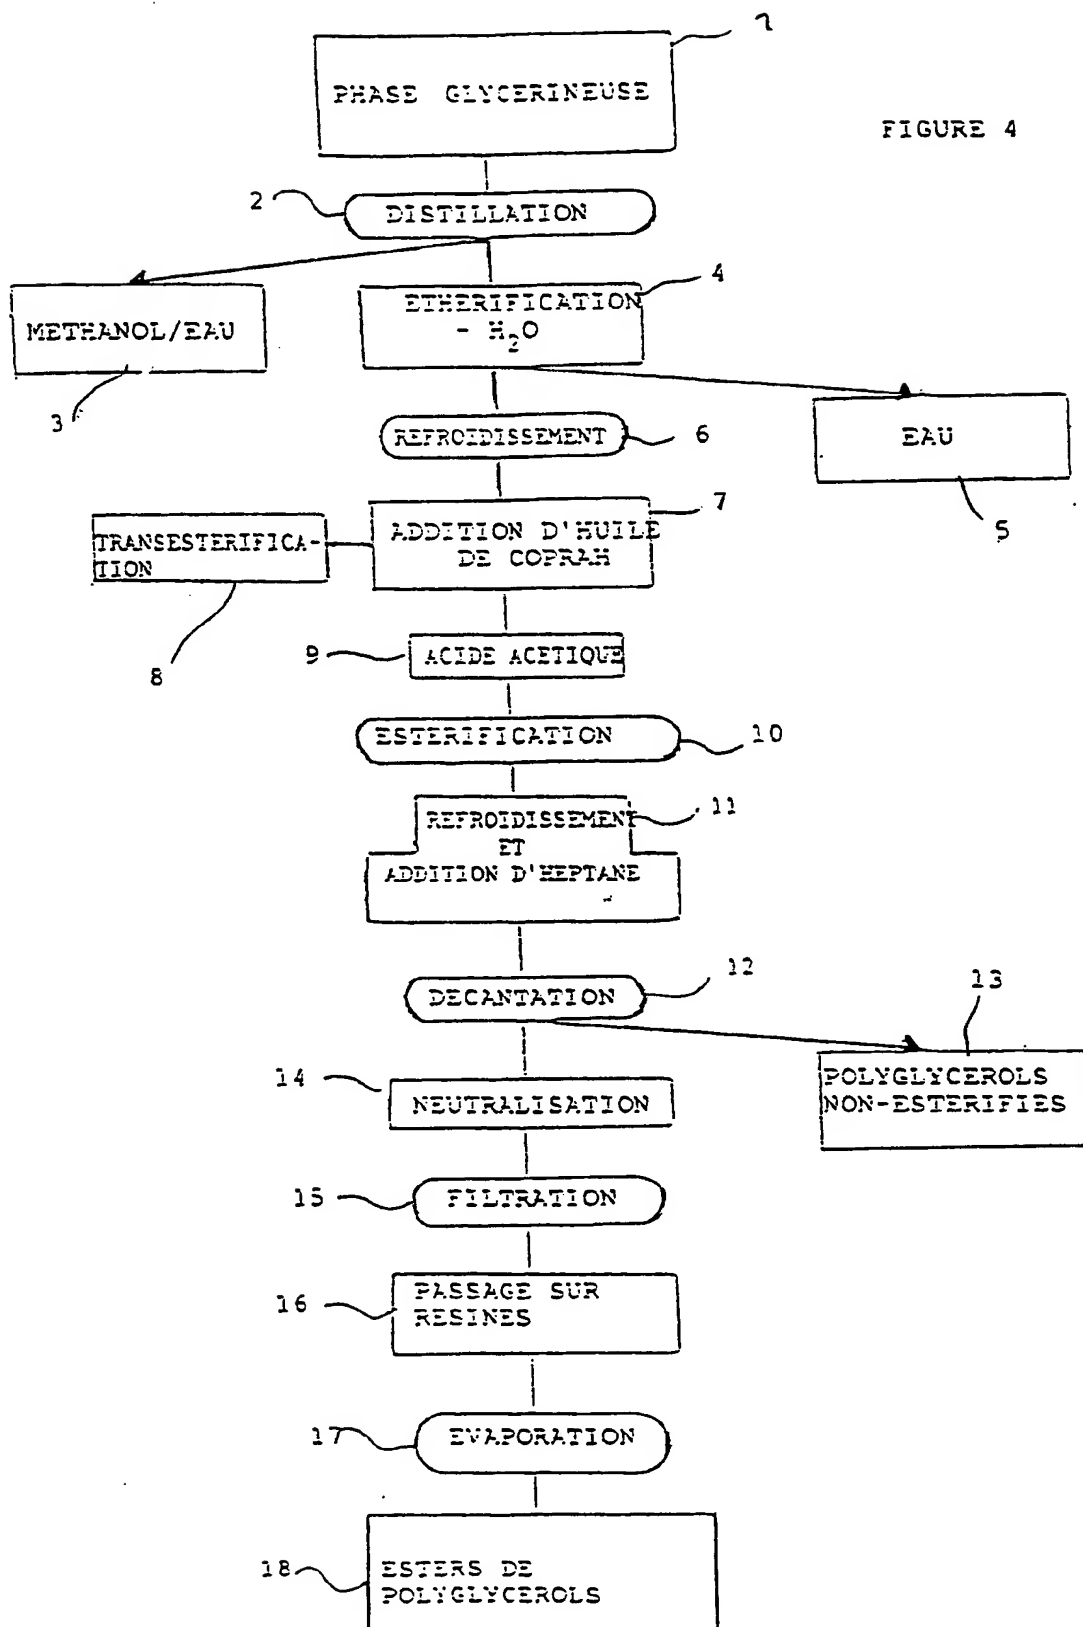 1
PHASE GLYCERINEUSE
FIGURE 4
2
DISTILLATION
4
ETHERIFICATION
- H₂O
METHANOL/EAU
3
REFROIDISSEMENT
6
EAU
5
7
ADDITION D'HUILE
DE COPRAH
TRANSESTERIFICA-
TION
8
9
ACIDE ACETIQUE
ESTERIFICATION
10
11
REFROIDISSEMENT
ET
ADDITION D'HEPTANE
12
DECANTATION
13
POLYGLYCEROLS
NON-ESTERIFIES
14
NEUTRALISATION
15
FILTRATION
16
PASSAGE SUR
RESINES
17
EVAPORATION
18
ESTERS DE
POLYGLYCEROLS